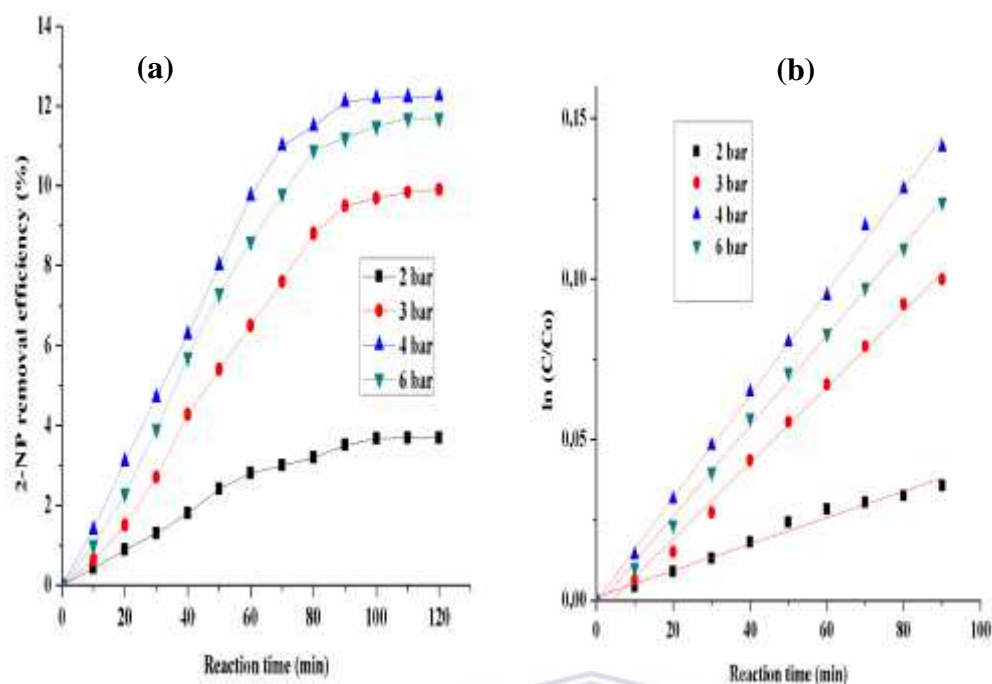 (a)
2-NP removal efficiency (%)
14
12
10
8
6
4
2
0
0
20
40
60
80
100
120
Reaction time (min)
2 bar
3 bar
4 bar
6 bar
(b)
ln (C/Co)
0,15
0,10
0,05
0,00
0
20
40
60
80
100
Reaction time (min)
2 bar
3 bar
4 bar
6 bar